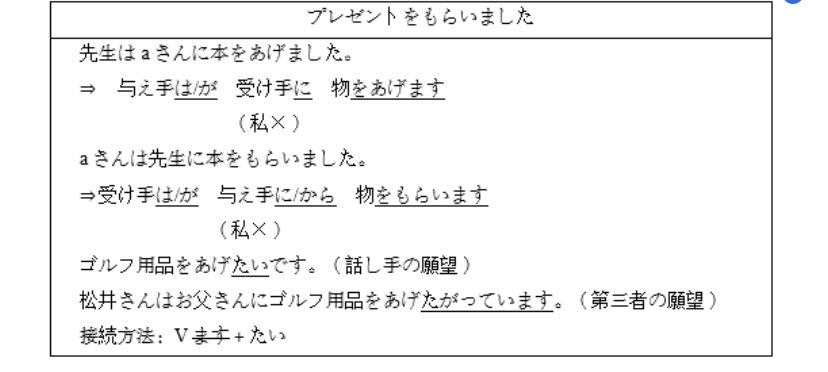 プレゼントをもらいました
先生はaさんに本をあげました。
⇒ 与え手は/が 受け手に 物をあげます
（私×）
aさんは先生に本をもらいました。
⇒受け手は/が 与え手に/から 物をもらいます
（私×）
ゴルフ用品をあげたいです。（話し手の願望）
松井さんはお父さんにゴルフ用品をあげたがっています。（第三者の願望）
接続方法：Vます+たい